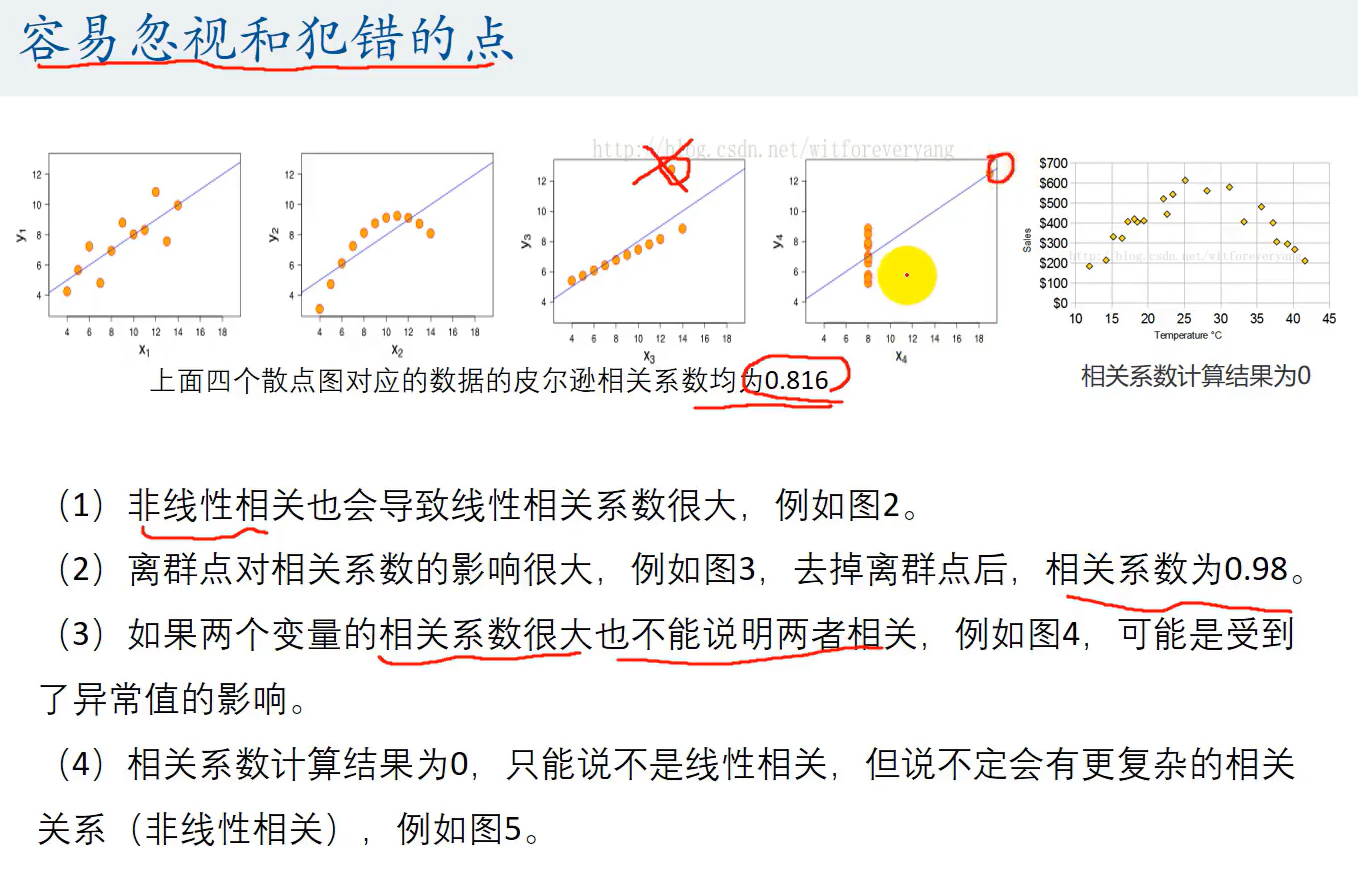 容易忽视和犯错的点
http://blog.csdn.net/witforeveryang
y1
12
10
8
6
4
4 6 8 10 12 14 16 18
x1
y2
12
10
8
6
4
4 6 8 10 12 14 16 18
x2
y3
12
10
8
6
4
4 6 8 10 12 14 16 18
x3
y4
12
10
8
6
4
4 6 8 10 12 14 16 18
x4
Sales
$700
$600
$500
$400
$300
$200
$100
$0
http://blog.csdn.net/witforeveryang
10 15 20 25 30 35 40 45
Temperature °C
上面四个散点图对应的数据的皮尔逊相关系数均为0.816
相关系数计算结果为0
（1）非线性相关也会导致线性相关系数很大，例如图2。
（2）离群点对相关系数的影响很大，例如图3，去掉离群点后，相关系数为0.98。
（3）如果两个变量的相关系数很大也不能说明两者相关，例如图4，可能是受到
了异常值的影响。
（4）相关系数计算结果为0，只能说不是线性相关，但说不定会有更复杂的相关
关系（非线性相关），例如图5。